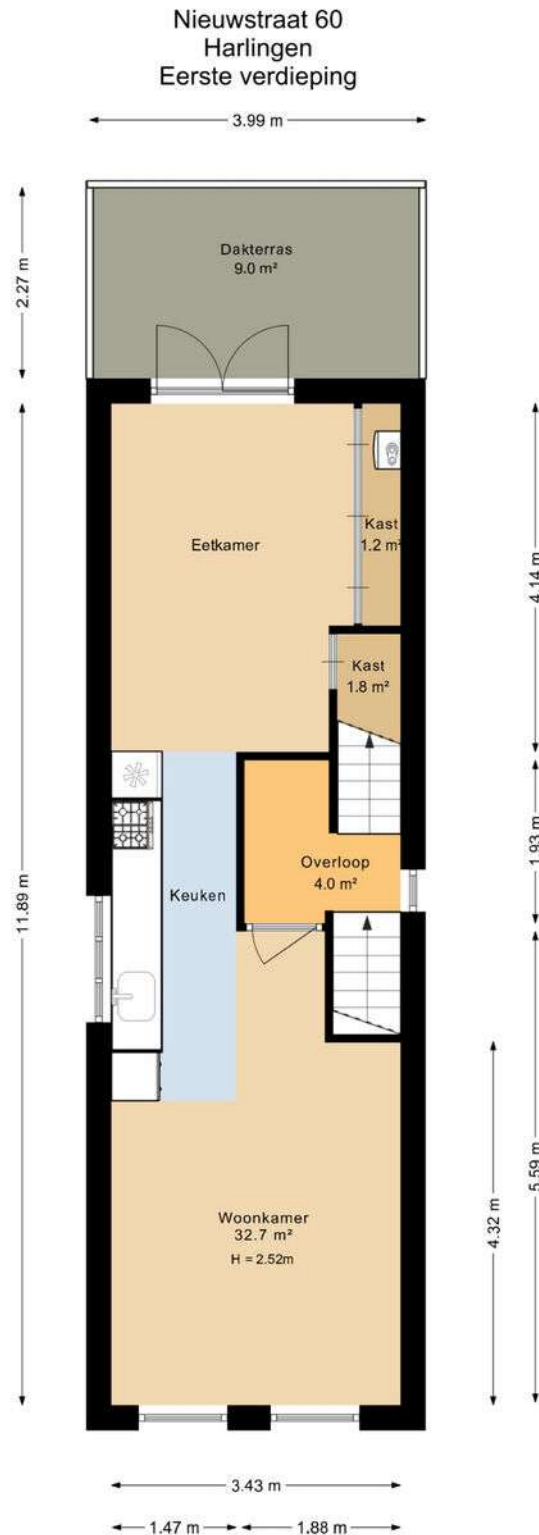 Nieuwstraat 60
Harlingen
Eerste verdieping
3.99 m
2.27 m
Dakterras
9.0 m²
Eetkamer
Kast
1.2 m²
4.14 m
Kast
1.8 m²
11.89 m
Keuken
Overloop
4.0 m²
1.93 m
Woonkamer
32.7 m²
H = 2.52m
4.32 m
5.59 m
3.43 m
1.47 m
1.88 m